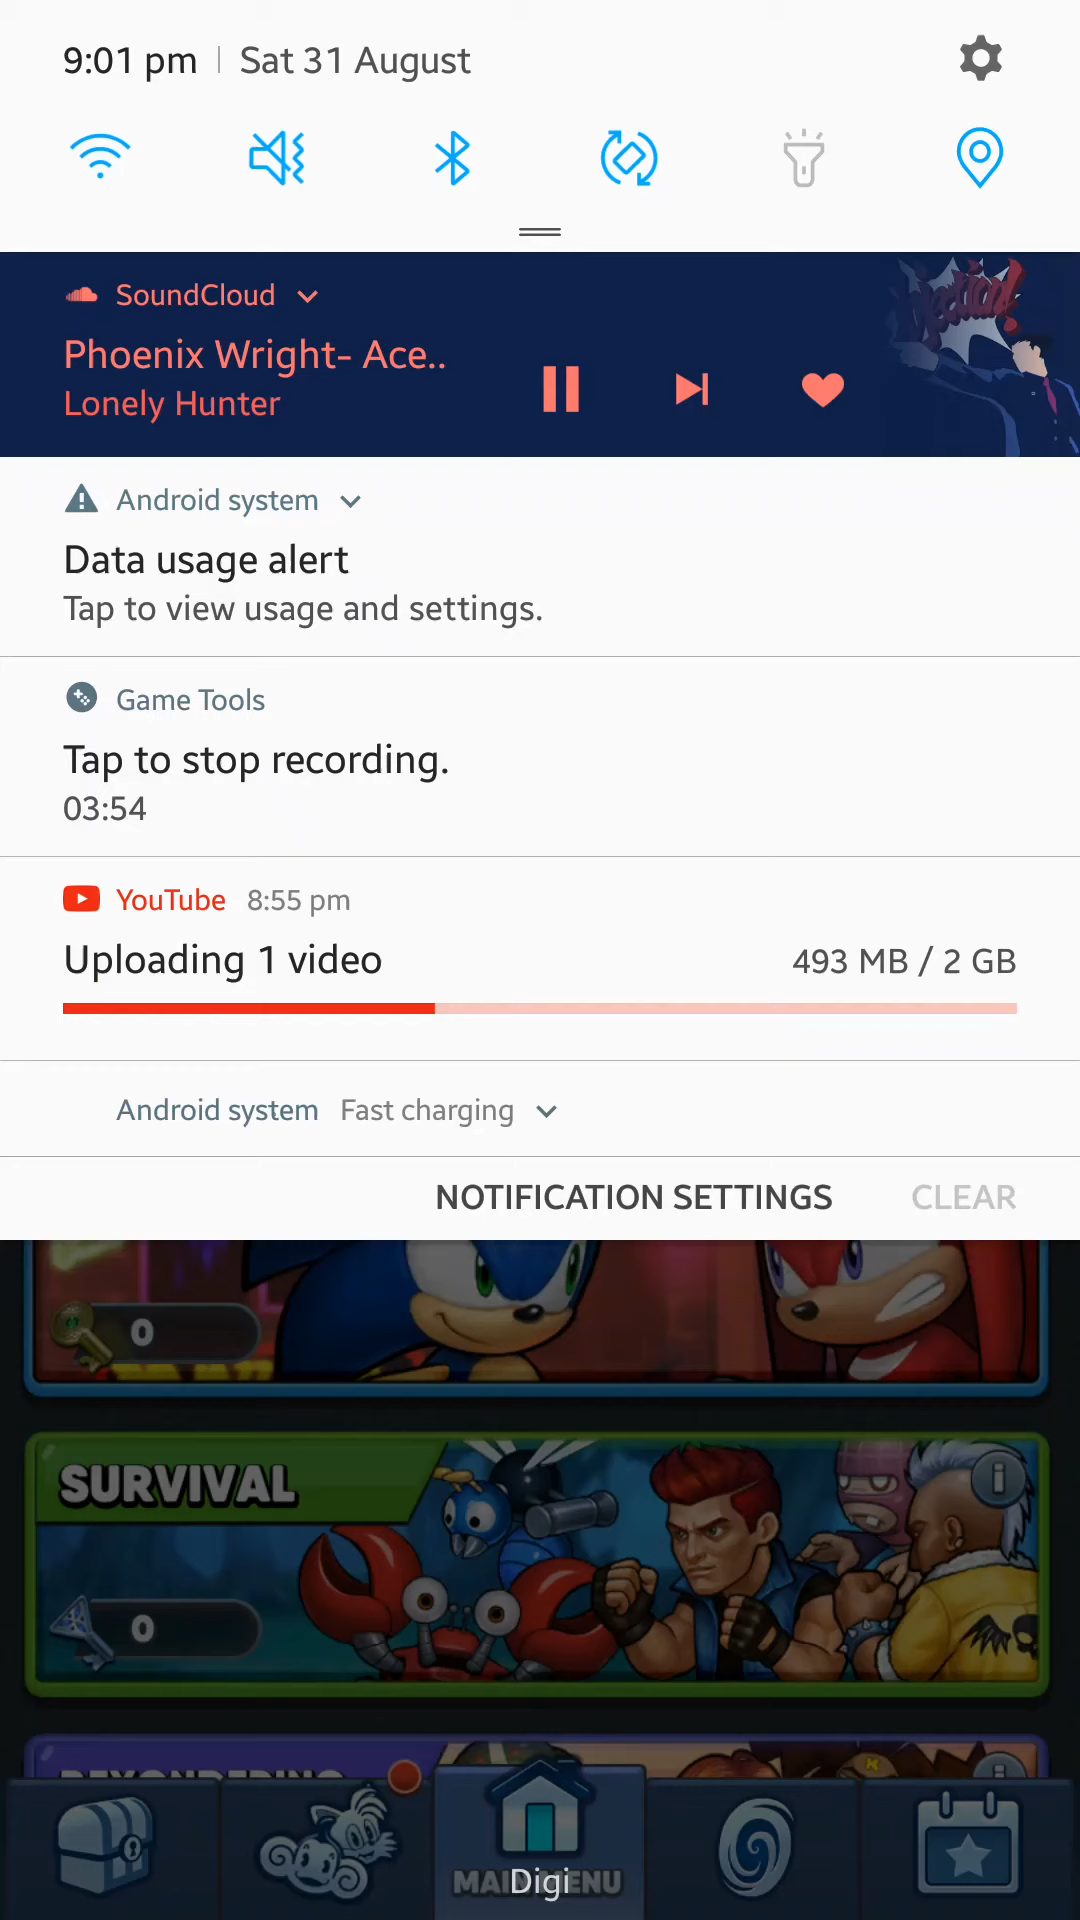 9:01 pm | Sat 31 August
SoundCloud
Phoenix Wright- Ace..
Lonely Hunter
Android system
Data usage alert
Tap to view usage and settings.
Game Tools
Tap to stop recording.
03:54
YouTube 8:55 pm
Uploading 1 video 493 MB / 2 GB
Android system Fast charging
NOTIFICATION SETTINGS CLEAR
0
SURVIVAL
0
MAIN MENU
Digi